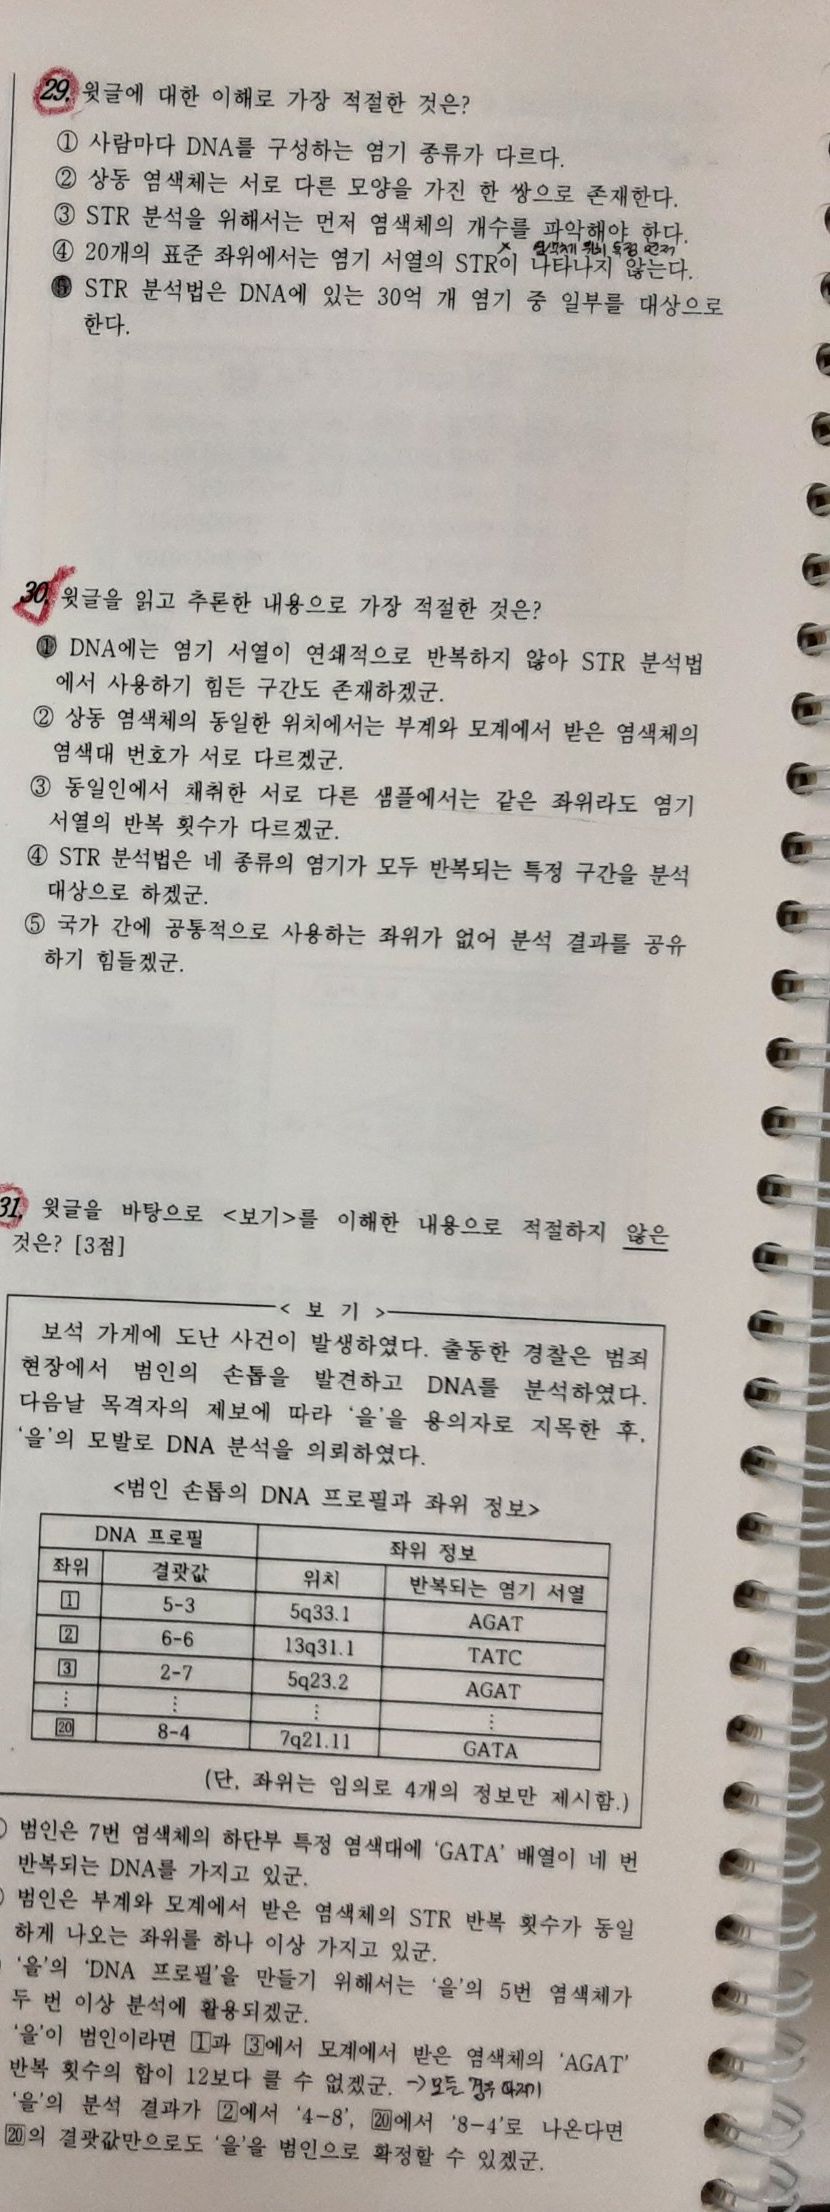 29. 윗글에 대한 이해로 가장 적절한 것은?
① 사람마다 DNA를 구성하는 염기 종류가 다르다.
② 상동 염색체는 서로 다른 모양을 가진 한 쌍으로 존재한다.
③ STR 분석을 위해서는 먼저 염색체의 개수를 파악해야 한다.
염색체 위치 특정 먼저
④ 20개의 표준 좌위에서는 염기 서열의 STR이 나타나지 않는다.
⑤ STR 분석법은 DNA에 있는 30억 개 염기 중 일부를 대상으로
한다.
30. 윗글을 읽고 추론한 내용으로 가장 적절한 것은?
① DNA에는 염기 서열이 연쇄적으로 반복하지 않아 STR 분석법
에서 사용하기 힘든 구간도 존재하겠군.
② 상동 염색체의 동일한 위치에서는 부계와 모계에서 받은 염색체의
염색대 번호가 서로 다르겠군.
③ 동일인에서 채취한 서로 다른 샘플에서는 같은 좌위라도 염기
서열의 반복 횟수가 다르겠군.
④ STR 분석법은 네 종류의 염기가 모두 반복되는 특정 구간을 분석
대상으로 하겠군.
⑤ 국가 간에 공통적으로 사용하는 좌위가 없어 분석 결과를 공유
하기 힘들겠군.
31. 윗글을 바탕으로 <보기>를 이해한 내용으로 적절하지 않은
것은? [3점]
< 보 기 >
보석 가게에 도난 사건이 발생하였다. 출동한 경찰은 범죄
현장에서 범인의 손톱을 발견하고 DNA를 분석하였다.
다음날 목격자의 제보에 따라 '을'을 용의자로 지목한 후,
'을'의 모발로 DNA 분석을 의뢰하였다.
<범인 손톱의 DNA 프로필과 좌위 정보>
DNA 프로필 좌위 정보
좌위 결괏값 위치 반복되는 염기 서열
1 5-3 5q33.1 AGAT
2 6-6 13q31.1 TATC
3 2-7 5q23.2 AGAT
⋮ ⋮ ⋮ ⋮
20 8-4 7q21.11 GATA
(단, 좌위는 임의로 4개의 정보만 제시함.)
범인은 7번 염색체의 하단부 특정 염색대에 'GATA' 배열이 네 번
반복되는 DNA를 가지고 있군.
범인은 부계와 모계에서 받은 염색체의 STR 반복 횟수가 동일
하게 나오는 좌위를 하나 이상 가지고 있군.
'을'의 'DNA 프로필'을 만들기 위해서는 '을'의 5번 염색체가
두 번 이상 분석에 활용되겠군.
'을'이 범인이라면 1과 3에서 모계에서 받은 염색체의 'AGAT'
반복 횟수의 합이 12보다 클 수 없겠군. → 모든 경우 따지기
'을'의 분석 결과가 2에서 '4-8', 20에서 '8-4'로 나온다면
20의 결괏값만으로도 '을'을 범인으로 확정할 수 있겠군.